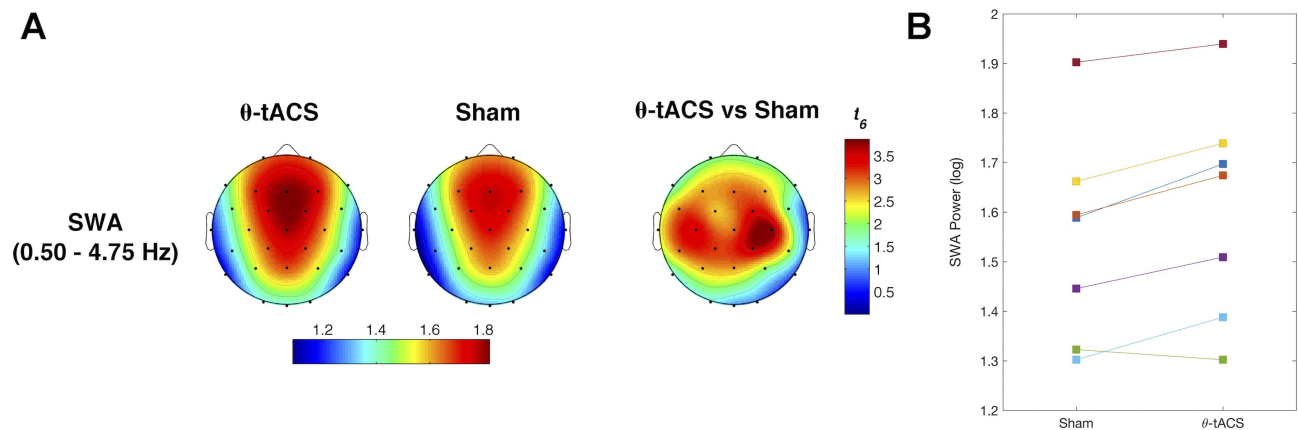 A
B
θ-tACS
Sham
θ-tACS vs Sham
t6
SWA
(0.50 - 4.75 Hz)
3.5
3
2.5
2
1.5
1
0.5
1.2 1.4 1.6 1.8
SWA Power (log)
2
1.9
1.8
1.7
1.6
1.5
1.4
1.3
1.2
Sham
θ-tACS